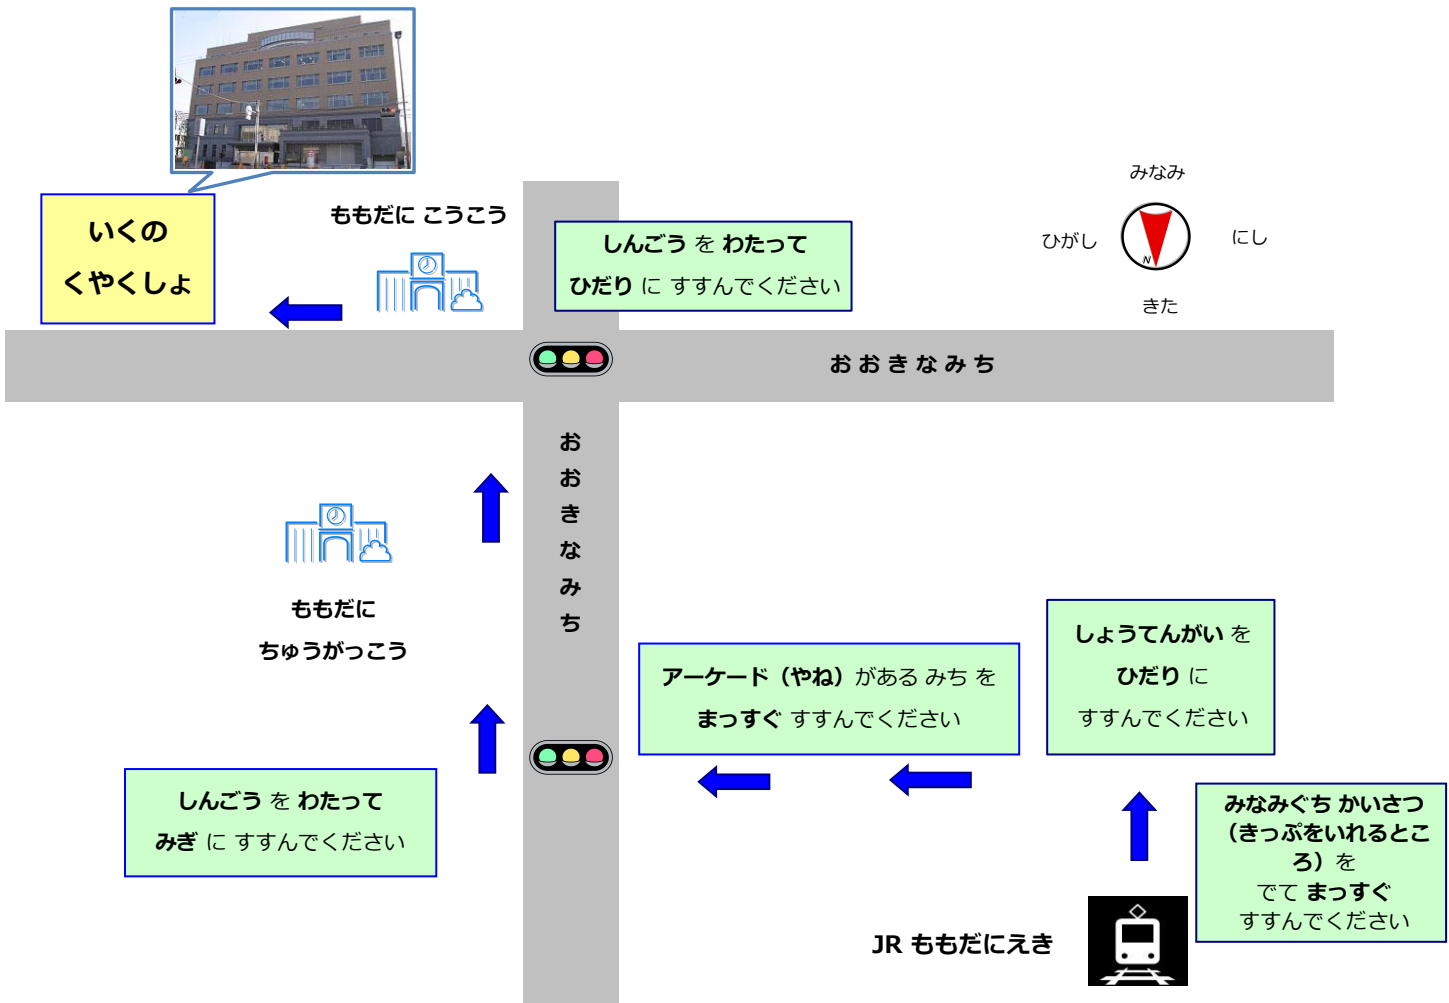 みなみ
ひがし
にし
N
きた
いくの
くやくしょ
ももだに こうこう
しんごう を わたって
ひだり に すすんでください
おおきなみち
おおきなみち
ももだに
ちゅうがっこう
アーケード（やね）がある みち を
まっすぐ すすんでください
しょうてんがい を
ひだり に
すすんでください
しんごう を わたって
みぎ に すすんでください
みなみぐち かいさつ
（きっぷをいれるとこ
ろ）を
でて まっすぐ
すすんでください
JR ももだにえき